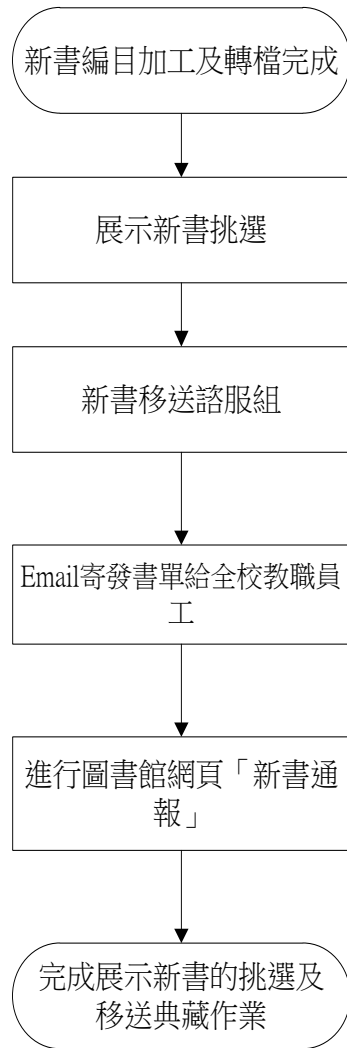 新書編目加工及轉檔完成
展示新書挑選
新書移送諮服組
Email寄發書單給全校教職員
工
進行圖書館網頁「新書通
報」
完成展示新書的挑選及
移送典藏作業